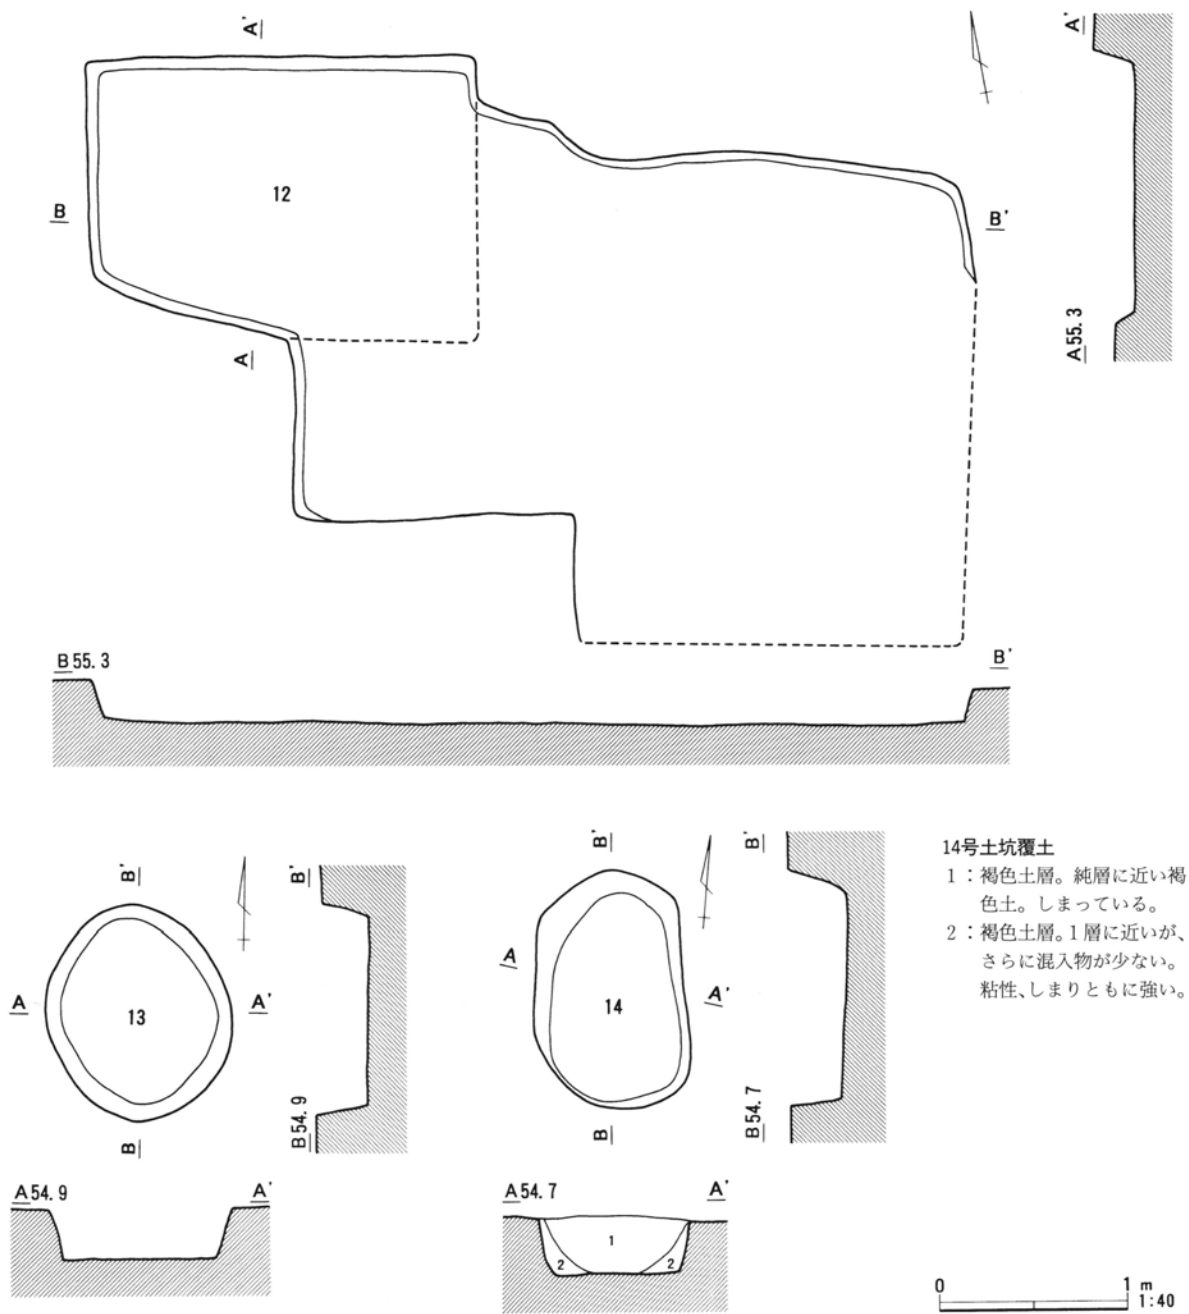 A'
A'
12
B
B'
A
A55.3
B55.3
B'
B'
A
13
A'
B
B'
B54.9
A54.9
A'
B'
A
14
A'
B
B'
B54.7
A54.7
A'
1
2
2
14号土坑覆土
1：褐色土層。純層に近い褐
色土。しまっている。
2：褐色土層。1層に近いが、
さらに混入物が少ない。
粘性、しまりともに強い。
0 1 m
1:40